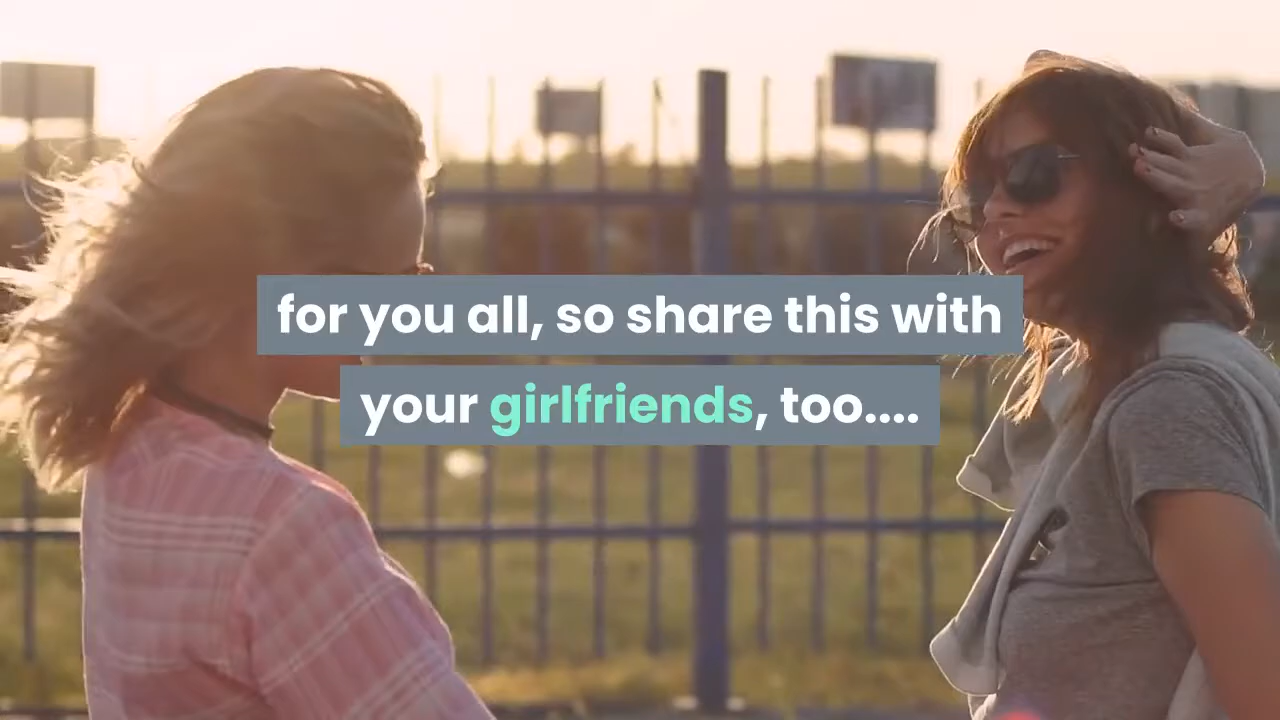 for you all, so share this with
your girlfriends, too....